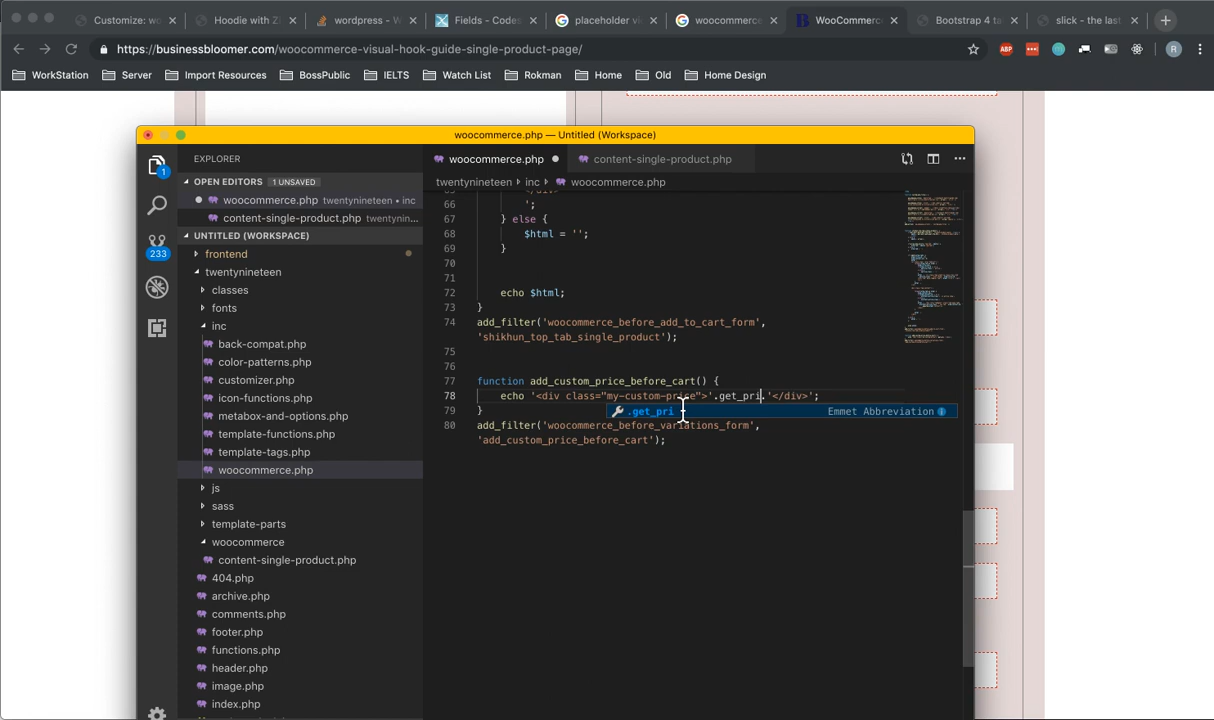 Customize: wo
Hoodie with Zi
wordpress - W
Fields - Codes
placeholder vi
woocommerce
WooCommerc
Bootstrap 4 ta
slick - the last
https://businessbloomer.com/woocommerce-visual-hook-guide-single-product-page/
ABP
R
WorkStation
Server
Import Resources
BossPublic
IELTS
Watch List
Rokman
Home
Old
Home Design
woocommerce.php — Untitled (Workspace)
EXPLORER
woocommerce.php
content-single-product.php
OPEN EDITORS 1 UNSAVED
twentynineteen › inc › woocommerce.php
woocommerce.php twentynineteen • inc
content-single-product.php twentynin...
UNTITLED (WORKSPACE)
frontend
twentynineteen
classes
fonts
inc
back-compat.php
color-patterns.php
customizer.php
icon-functions.php
metabox-and-option.php
template-functions.php
template-tags.php
woocommerce.php
js
sass
template-parts
woocommerce
content-single-product.php
404.php
archive.php
comments.php
footer.php
functions.php
header.php
image.php
index.php
1
233
65 </div>
66 ';
67 } else {
68 $html = '';
69 }
70
71
72 echo $html;
73 }
74 add_filter('woocommerce_before_add_to_cart_form',
'shikhun_top_tab_single_product');
75
76
77 function add_custom_price_before_cart() {
78 echo '<div class="my-custom-price">'.get_pri.'</div>';
79 }
.get_pri Emmet Abbreviation
80 add_filter('woocommerce_before_variations_form',
'add_custom_price_before_cart');